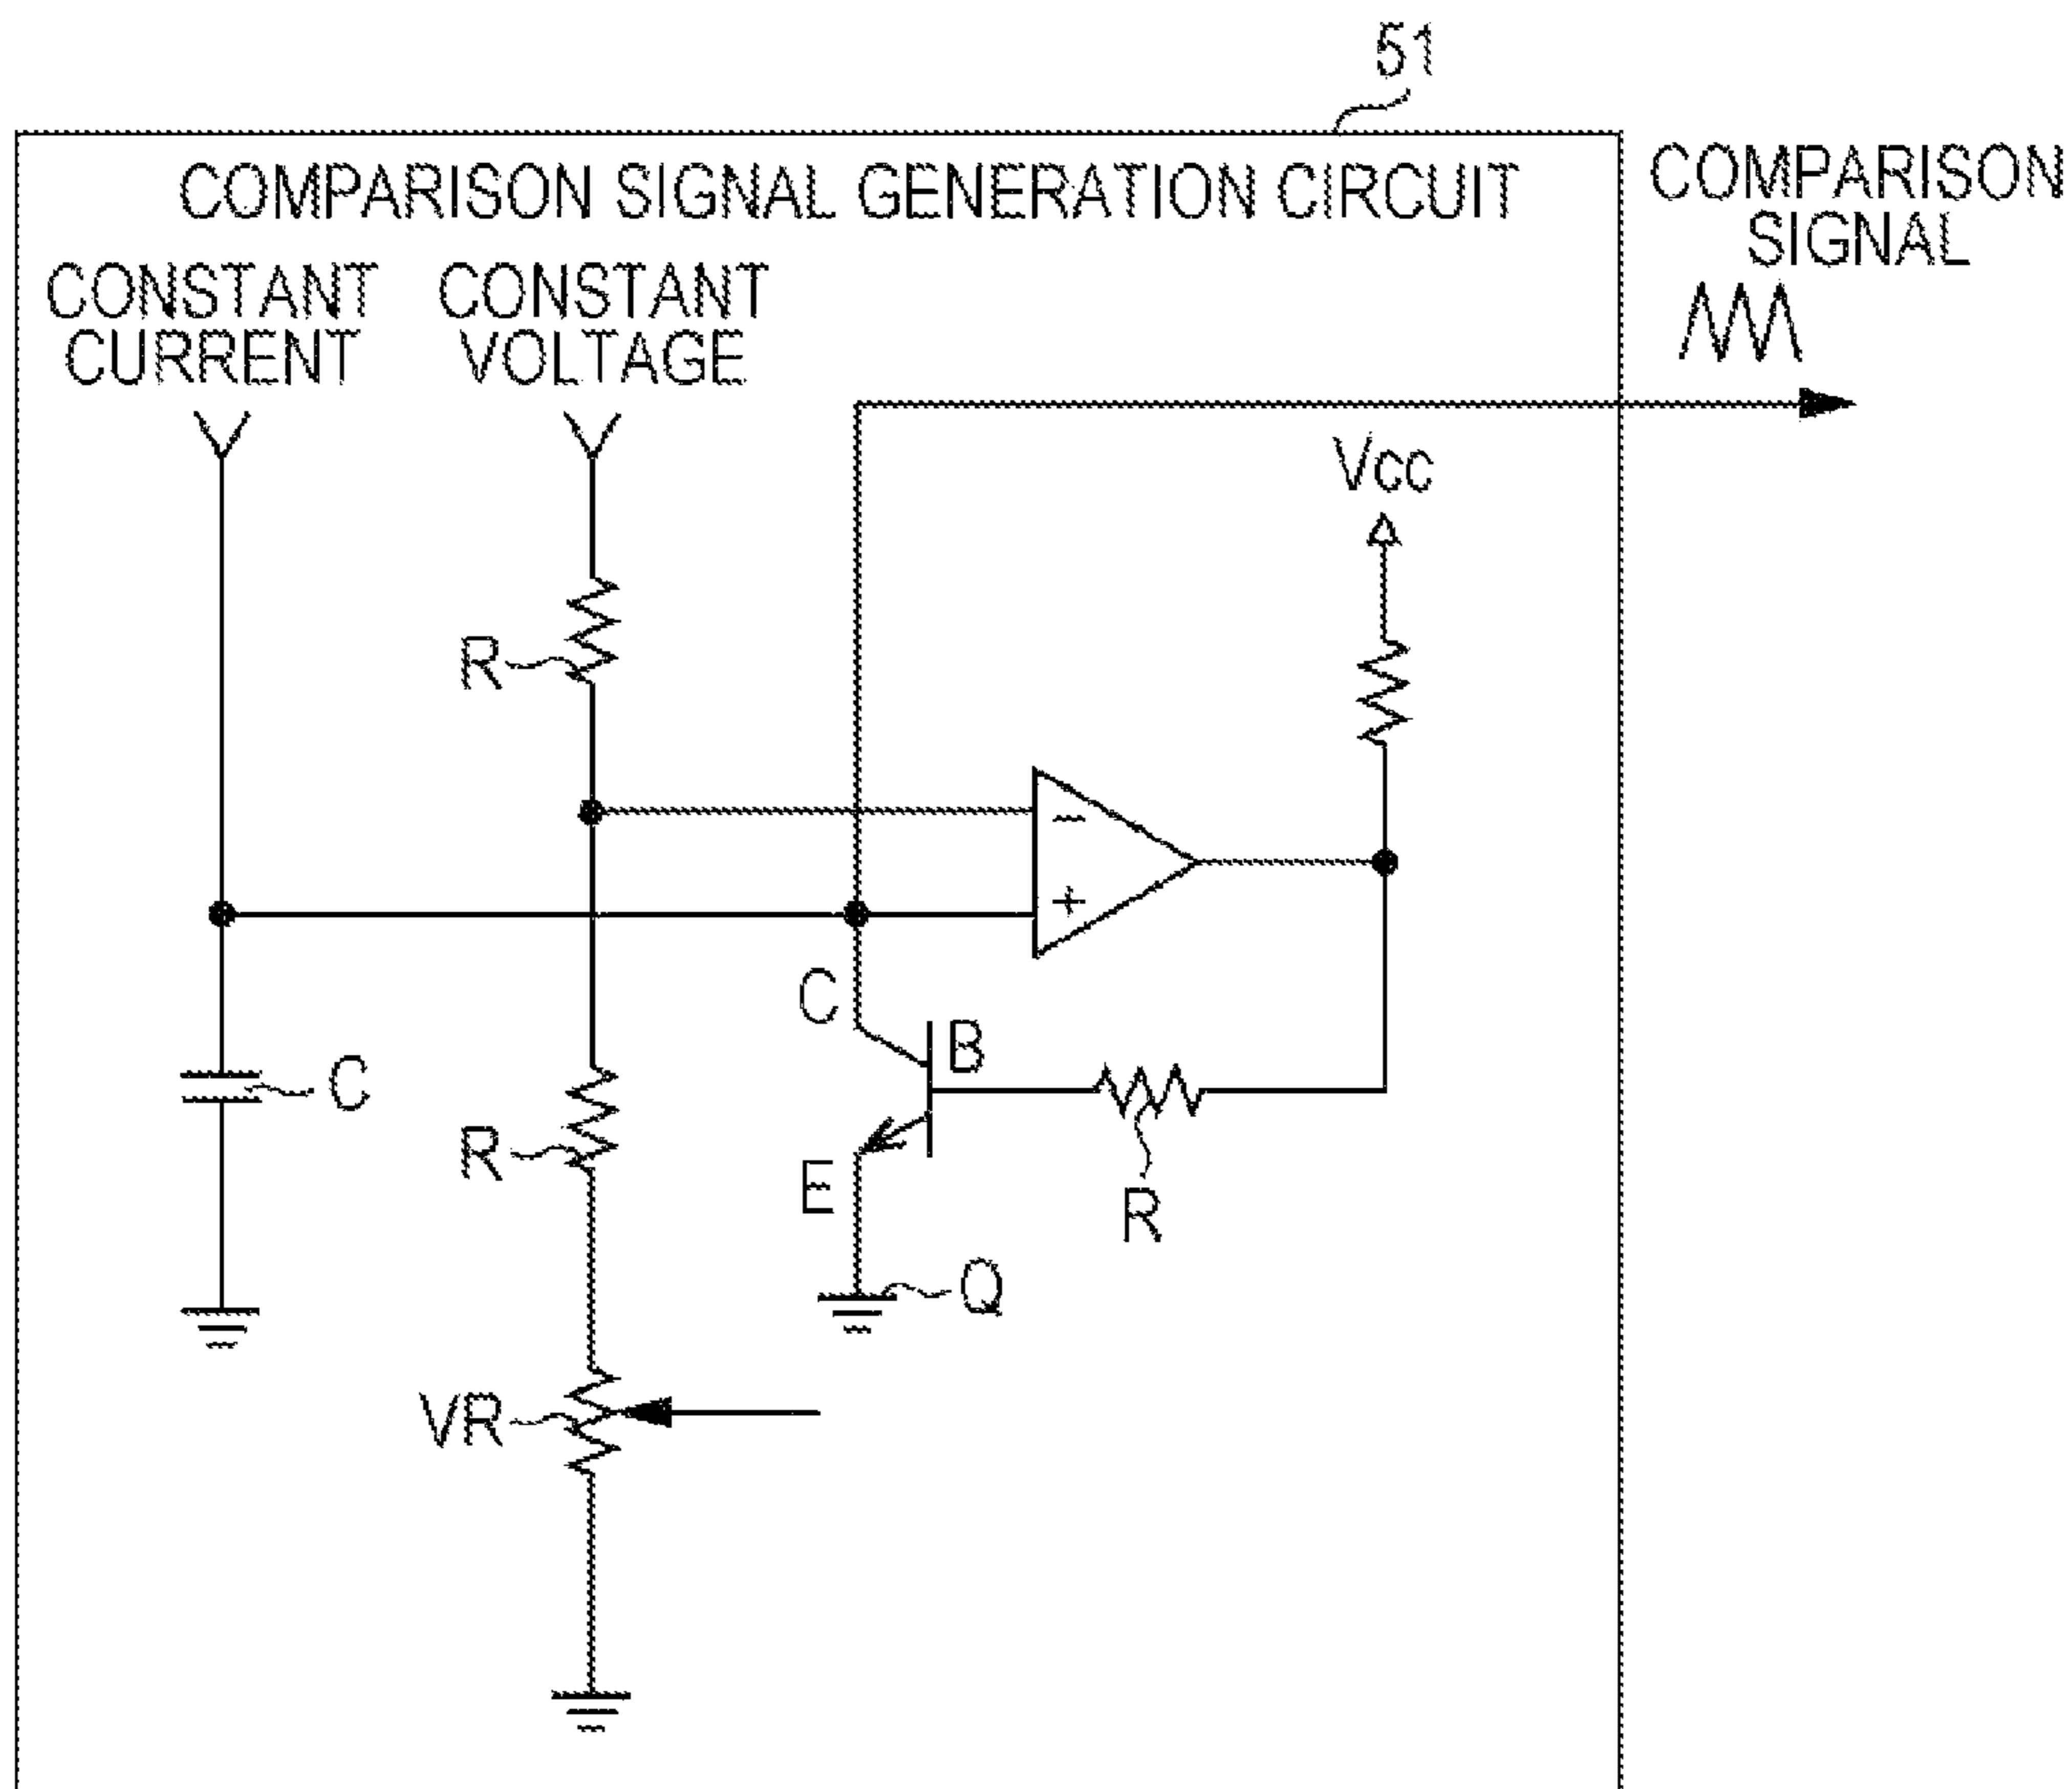 51
COMPARISON SIGNAL GENERATION CIRCUIT
COMPARISON
SIGNAL
CONSTANT
CURRENT
CONSTANT
VOLTAGE
Vcc
R
−
+
C
B
C
R
E
R
Q
VR